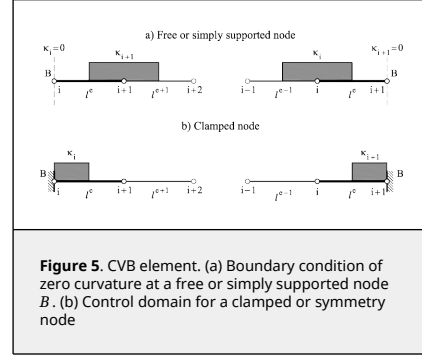 a) Free or simply supported node
κi=0 κi+1 κi κi+1=0
B B
i l^e i+1 l^e+1 i+2 i−1 l^e−1 i l^e i+1
b) Clamped node
κi κi+1
B B
i l^e i+1 l^e+1 i+2 i−1 l^e−1 i l^e i+1
Figure 5. CVB element. (a) Boundary condition of
zero curvature at a free or simply supported node
B . (b) Control domain for a clamped or symmetry
node